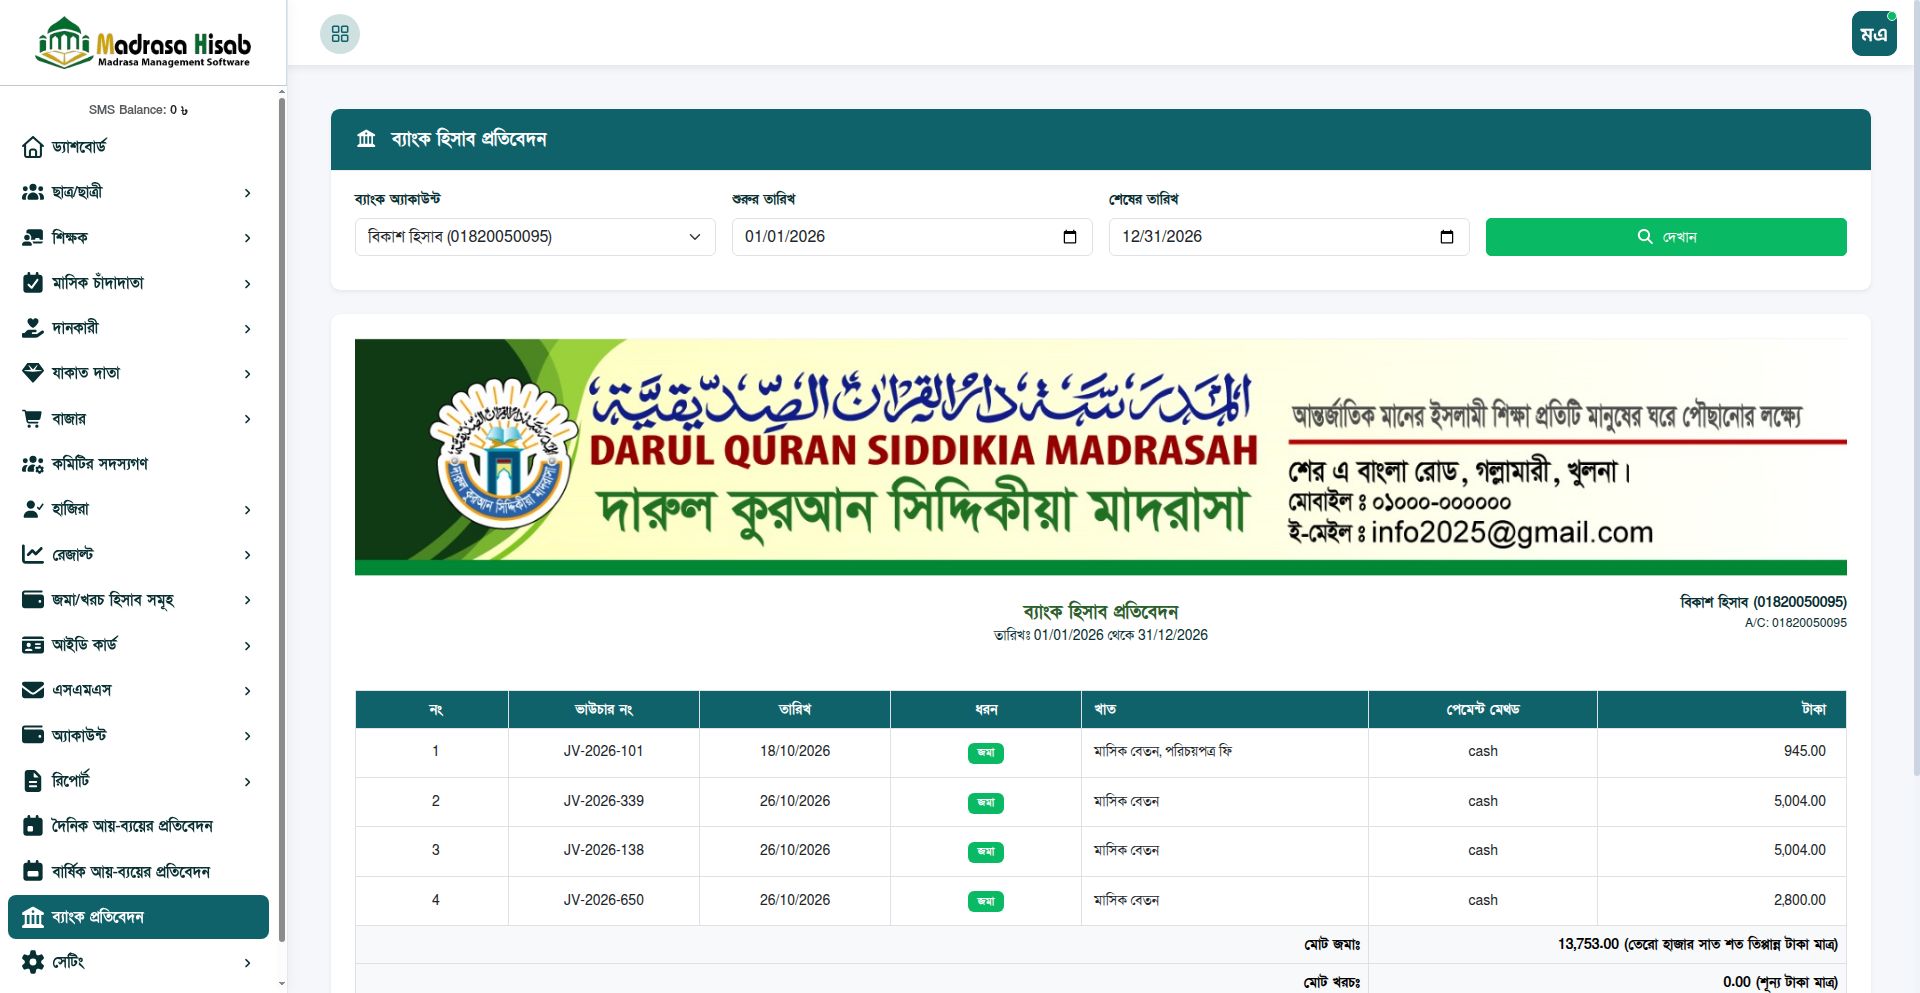 Madrasa Hisab
Madrasa Management Software
মএ
SMS Balance: 0 ৳
ড্যাশবোর্ড
ছাত্র/ছাত্রী
শিক্ষক
মাসিক চাঁদাদাতা
দানকারী
যাকাত দাতা
বাজার
কমিটির সদস্যগণ
হাজিরা
রেজাল্ট
জমা/খরচ হিসাব সমূহ
আইডি কার্ড
এসএমএস
অ্যাকাউন্ট
রিপোর্ট
দৈনিক আয়-ব্যয়ের প্রতিবেদন
বার্ষিক আয়-ব্যয়ের প্রতিবেদন
ব্যাংক প্রতিবেদন
সেটিং
ব্যাংক হিসাব প্রতিবেদন
ব্যাংক অ্যাকাউন্ট শুরুর তারিখ শেষের তারিখ
বিকাশ হিসাব (01820050095) 01/01/2026 12/31/2026 দেখান
المدرسة دار القران الصديقية
DARUL QURAN SIDDIKIA MADRASAH
দারুল কুরআন সিদ্দিকীয়া মাদরাসা
আন্তর্জাতিক মানের ইসলামী শিক্ষা প্রতিটি মানুষের ঘরে পৌছানোর লক্ষ্যে
শের এ বাংলা রোড, গল্লামারী, খুলনা।
মোবাইল ঃ ০১০০০-০০০০০০
ই-মেইল ঃ info2025@gmail.com
ব্যাংক হিসাব প্রতিবেদন
তারিখঃ 01/01/2026 থেকে 31/12/2026
বিকাশ হিসাব (01820050095)
A/C: 01820050095
নং ভাউচার নং তারিখ ধরন খাত পেমেন্ট মেথড টাকা
1 JV-2026-101 18/10/2026 জমা মাসিক বেতন, পরিচয়পত্র ফি cash 945.00
2 JV-2026-339 26/10/2026 জমা মাসিক বেতন cash 5,004.00
3 JV-2026-138 26/10/2026 জমা মাসিক বেতন cash 5,004.00
4 JV-2026-650 26/10/2026 জমা মাসিক বেতন cash 2,800.00
মোট জমাঃ 13,753.00 (তেরো হাজার সাত শত তিপ্পান্ন টাকা মাত্র)
মোট খরচঃ 0.00 (শূন্য টাকা মাত্র)